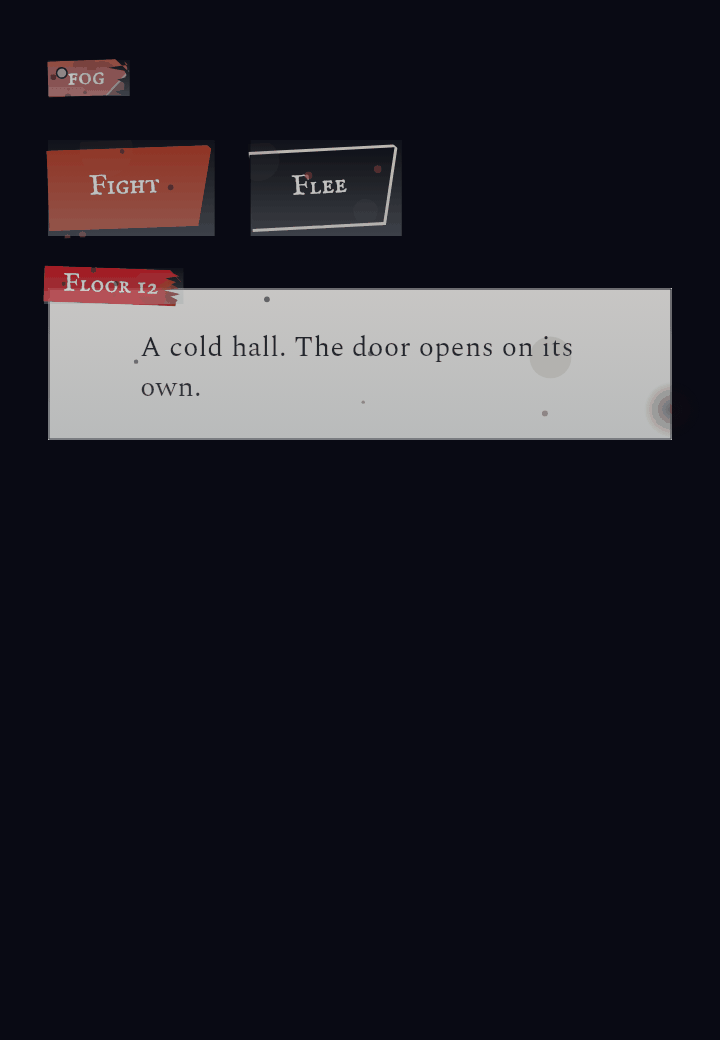 FOG
FIGHT
FLEE
FLOOR 12
A cold hall. The door opens on its
own.